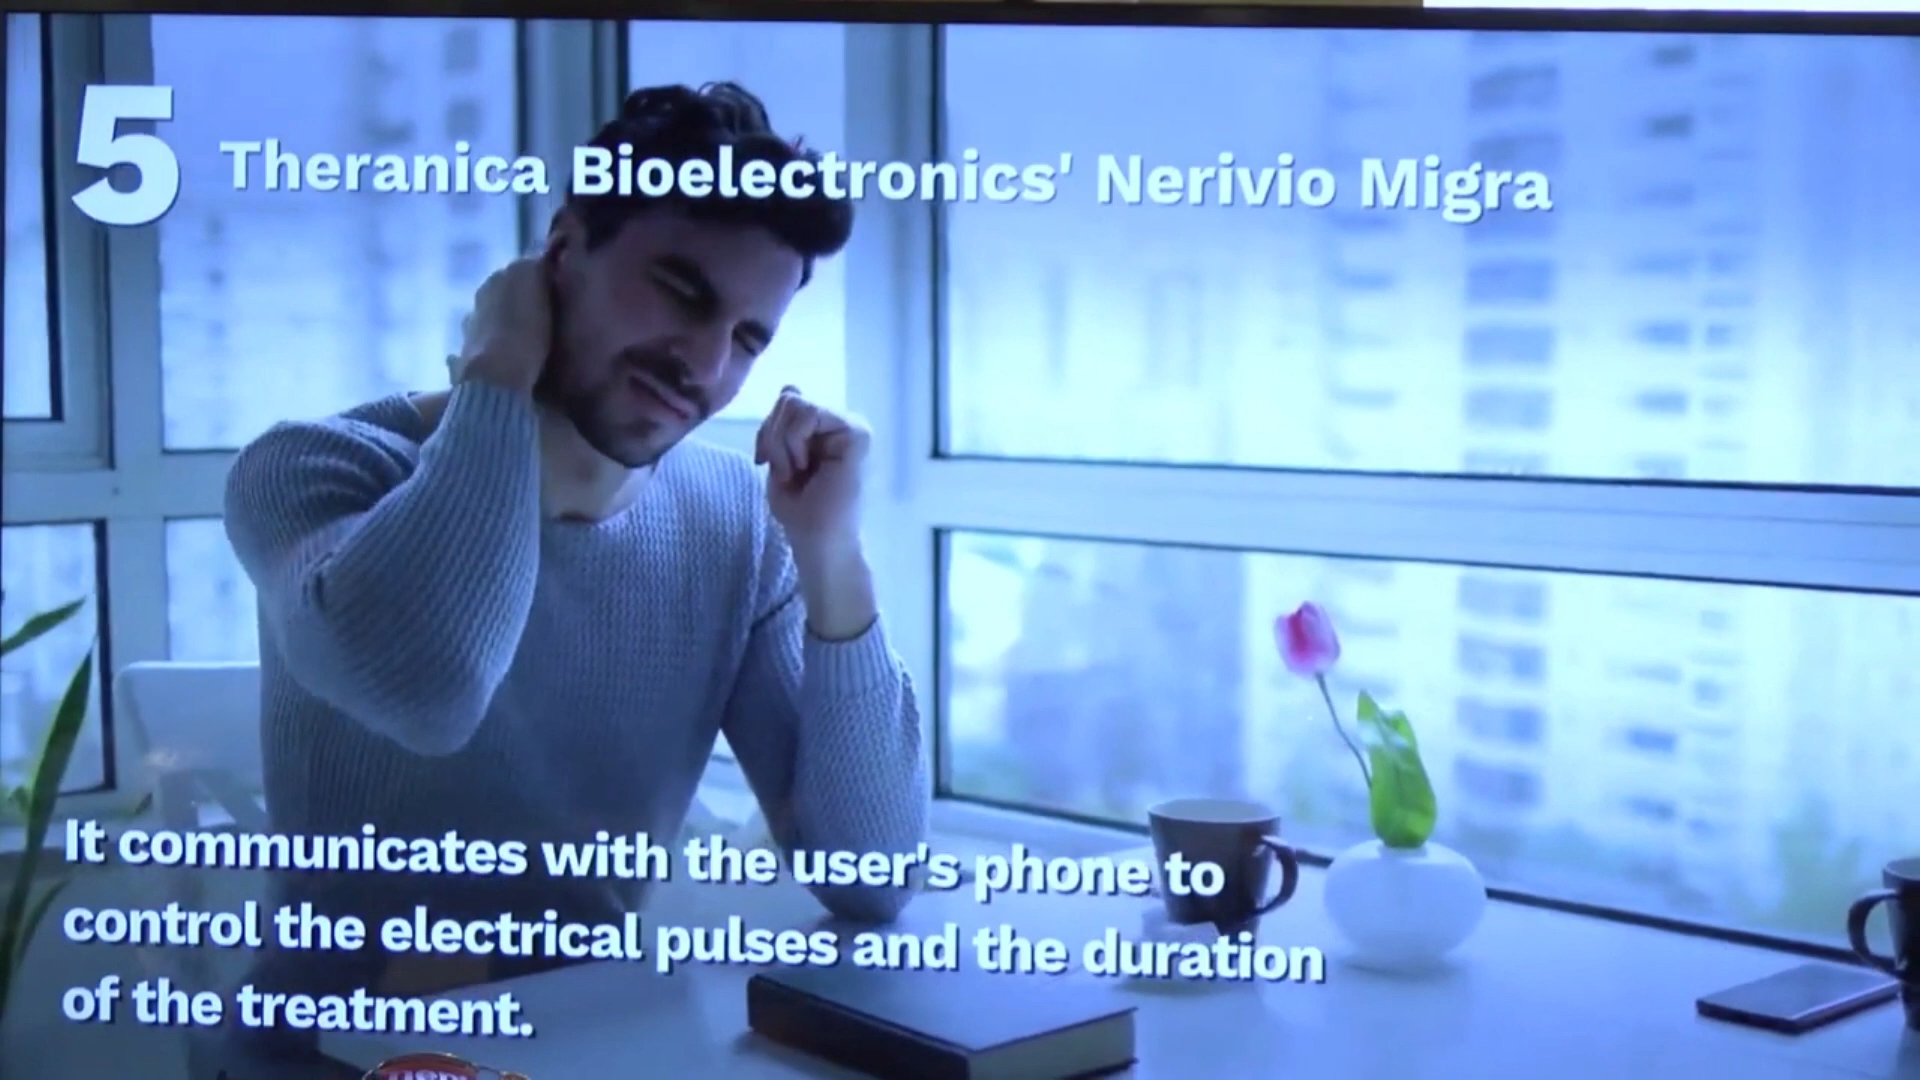 5
Theranica Bioelectronics' Nerivio Migra
It communicates with the user's phone to
control the electrical pulses and the duration
of the treatment.